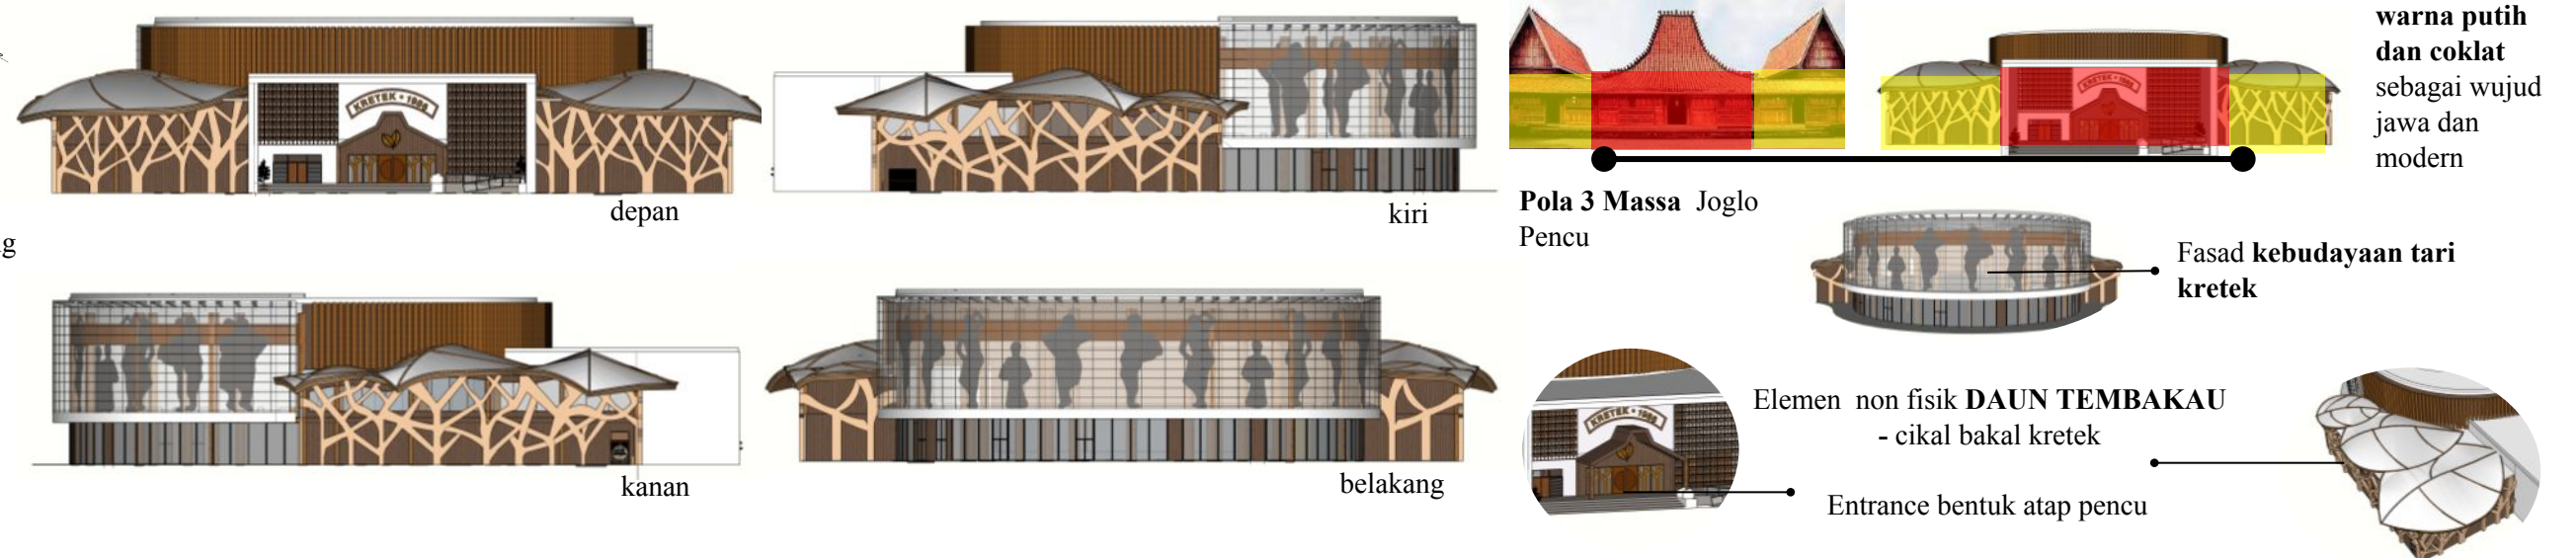 KRETEK • 1986
depan
kiri
g
kanan
belakang
Pola 3 Massa Joglo
Pencu
warna putih
dan coklat
sebagai wujud
jawa dan
modern
Fasad kebudayaan tari
kretek
Elemen non fisik DAUN TEMBAKAU
- cikal bakal kretek
Entrance bentuk atap pencu